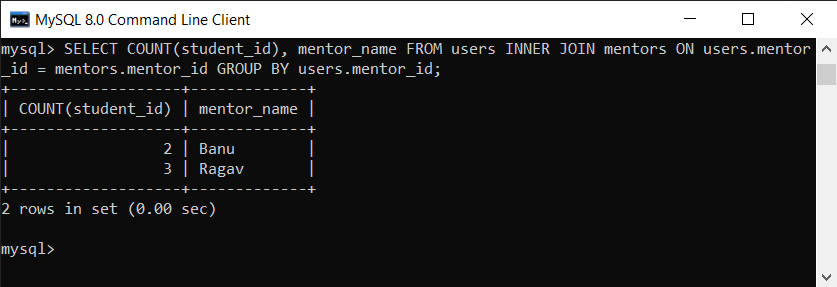 MySQL 8.0 Command Line Client
mysql> SELECT COUNT(student_id), mentor_name FROM users INNER JOIN mentors ON users.mentor
_id = mentors.mentor_id GROUP BY users.mentor_id;
+-------------------+-------------+
| COUNT(student_id) | mentor_name |
+-------------------+-------------+
|                 2 | Banu        |
|                 3 | Ragav       |
+-------------------+-------------+
2 rows in set (0.00 sec)
mysql>